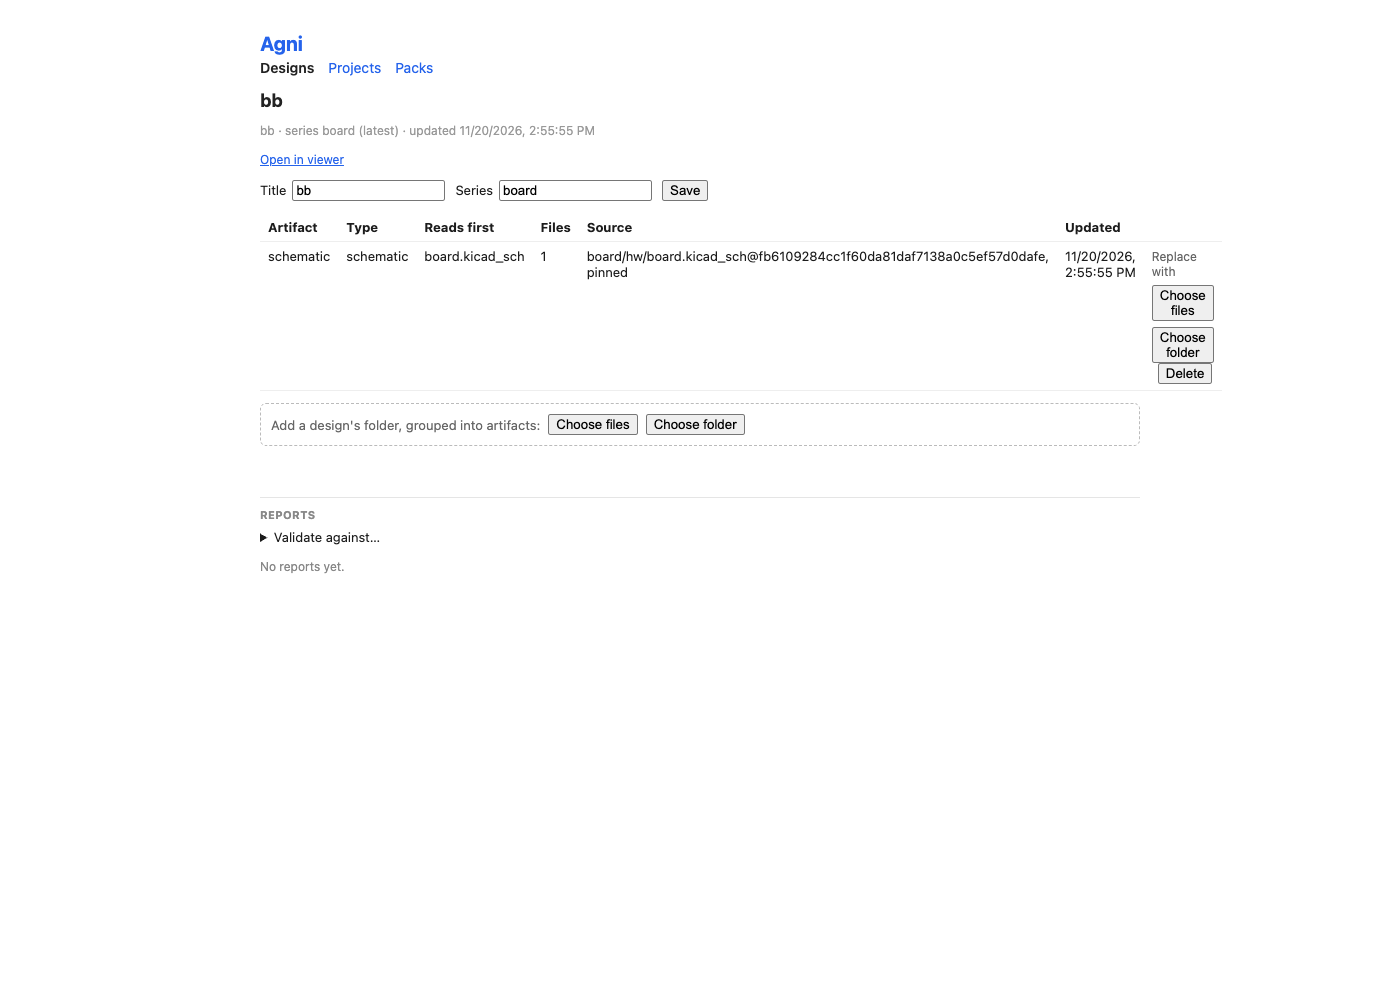 Agni
Designs Projects Packs
bb
bb · series board (latest) · updated 11/20/2026, 2:55:55 PM
Open in viewer
Title bb Series board Save
Artifact Type Reads first Files Source Updated
schematic schematic board.kicad_sch 1 board/hw/board.kicad_sch@fb6109284cc1f60da81daf7138a0c5ef57d0dafe, pinned 11/20/2026, 2:55:55 PM Replace with
Choose files
Choose folder
Delete
Add a design's folder, grouped into artifacts: Choose files Choose folder
REPORTS
Validate against...
No reports yet.